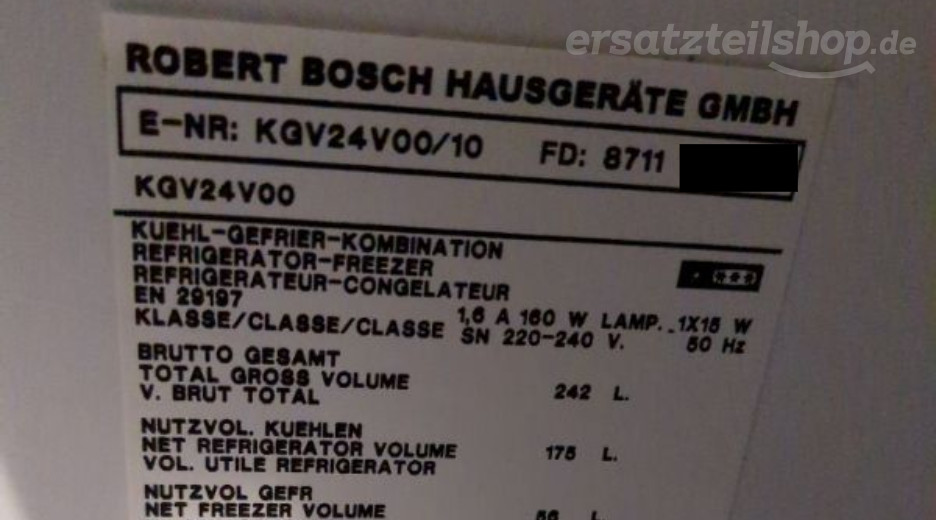 ersatzteilshop.de
ROBERT BOSCH HAUSGERÄTE GMBH
E-NR: KGV24V00/10 FD: 8711
KGV24V00
KUEHL-GEFRIER-KOMBINATION
REFRIGERATOR-FREEZER
REFRIGERATEUR-CONGELATEUR
EN 29197
1,6 A 160 W LAMP. 1X15 W
KLASSE/CLASSE/CLASSE SN 220-240 V. 50 Hz
BRUTTO GESAMT
TOTAL GROSS VOLUME
V. BRUT TOTAL 242 L.
NUTZVOL. KUEHLEN
NET REFRIGERATOR VOLUME
VOL. UTILE REFRIGERATOR 175 L.
NUTZVOL GEFR
NET FREEZER VOLUME L.